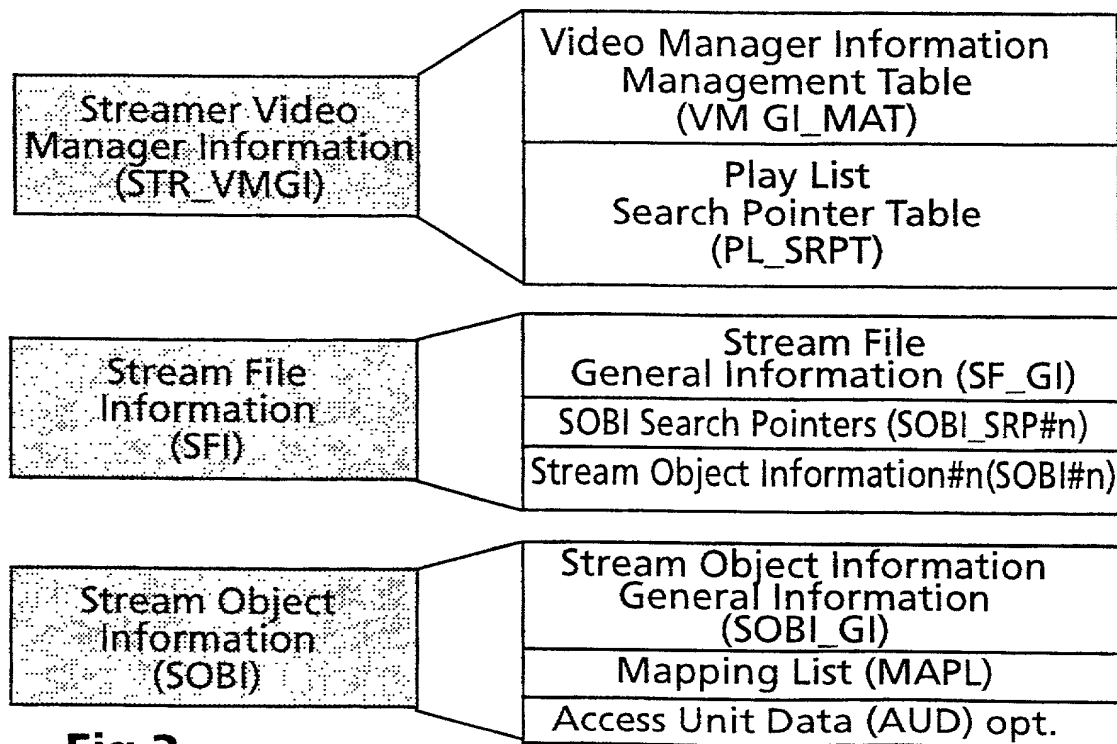 Streamer Video
Manager Information
(STR_VMGI)
Video Manager Information
Management Table
(VM GI_MAT)
Play List
Search Pointer Table
(PL_SRPT)
Stream File
Information
(SFI)
Stream File
General Information (SF_GI)
SOBI Search Pointers (SOBI_SRP#n)
Stream Object Information#n(SOBI#n)
Stream Object
Information
(SOBI)
Stream Object Information
General Information
(SOBI_GI)
Mapping List (MAPL)
Access Unit Data (AUD) opt.